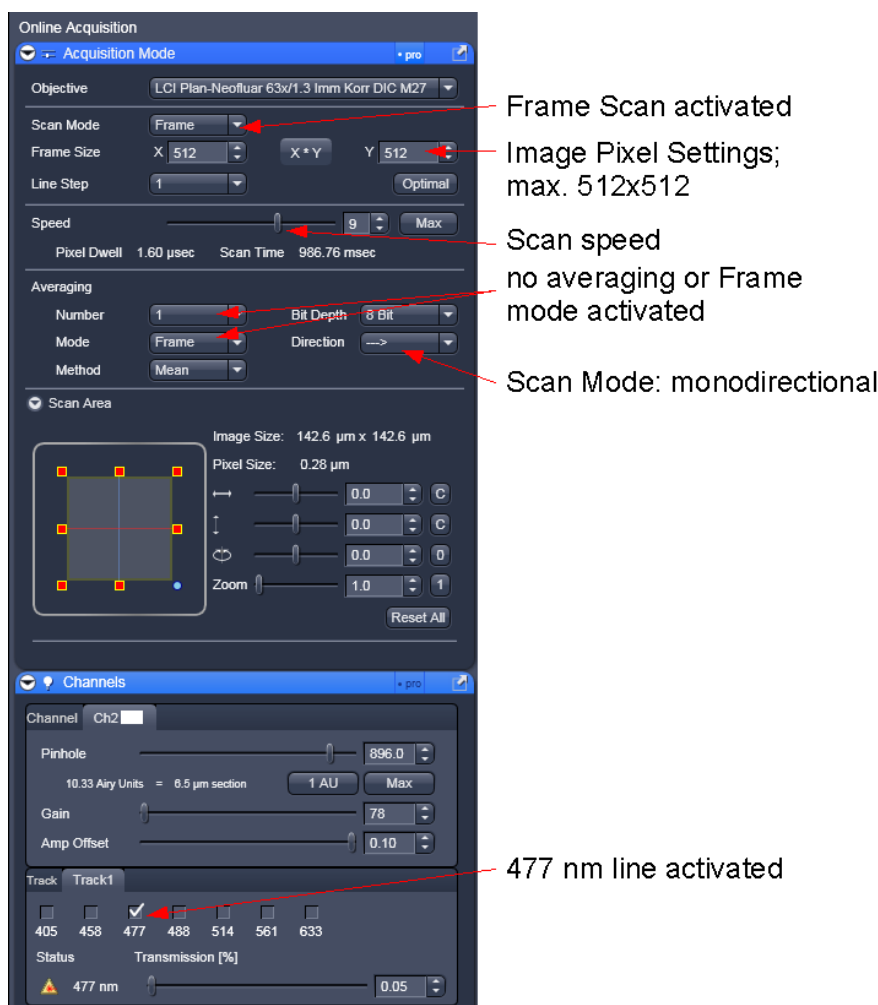 Online Acquisition
Acquisition Mode • pro
Objective LCI Plan-Neofluar 63x/1.3 Imm Korr DIC M27
Frame Scan activated
Scan Mode Frame
Frame Size X 512 X * Y Y 512
Image Pixel Settings;
max. 512x512
Line Step 1 Optimal
Speed 9 Max
Scan speed
Pixel Dwell 1.60 µsec Scan Time 986.76 msec
no averaging or Frame
mode activated
Averaging
Number 1 Bit Depth 8 Bit
Mode Frame Direction --->
Scan Mode: monodirectional
Method Mean
Scan Area
Image Size: 142.6 µm x 142.6 µm
Pixel Size: 0.28 µm
0.0 C
0.0 C
0.0 0
Zoom 1.0 1
Reset All
Channels • pro
Channel Ch2
Pinhole 896.0
10.33 Airy Units = 6.5 µm section 1 AU Max
Gain 78
Amp Offset 0.10
477 nm line activated
Track Track1
405 458 477 488 514 561 633
Status Transmission [%]
477 nm 0.05